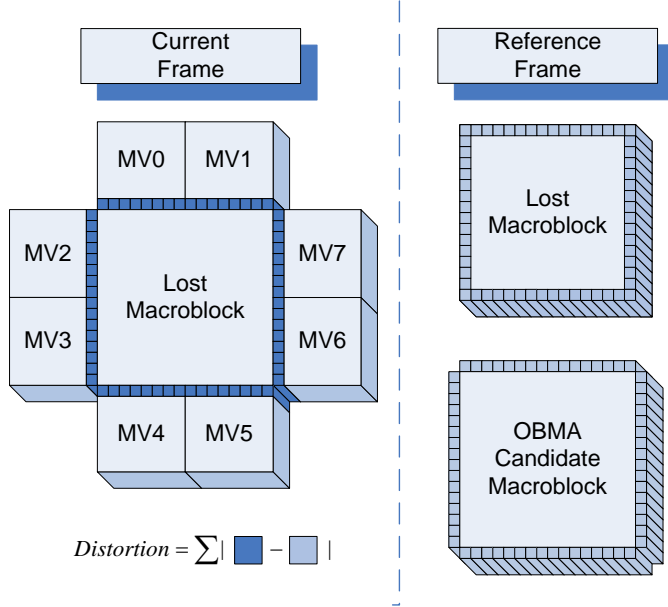 Current
Frame
Reference
Frame
MV0
MV1
MV2
MV3
Lost
Macroblock
MV7
MV6
MV4
MV5
Distortion = ∑| - |
Lost
Macroblock
OBMA
Candidate
Macroblock